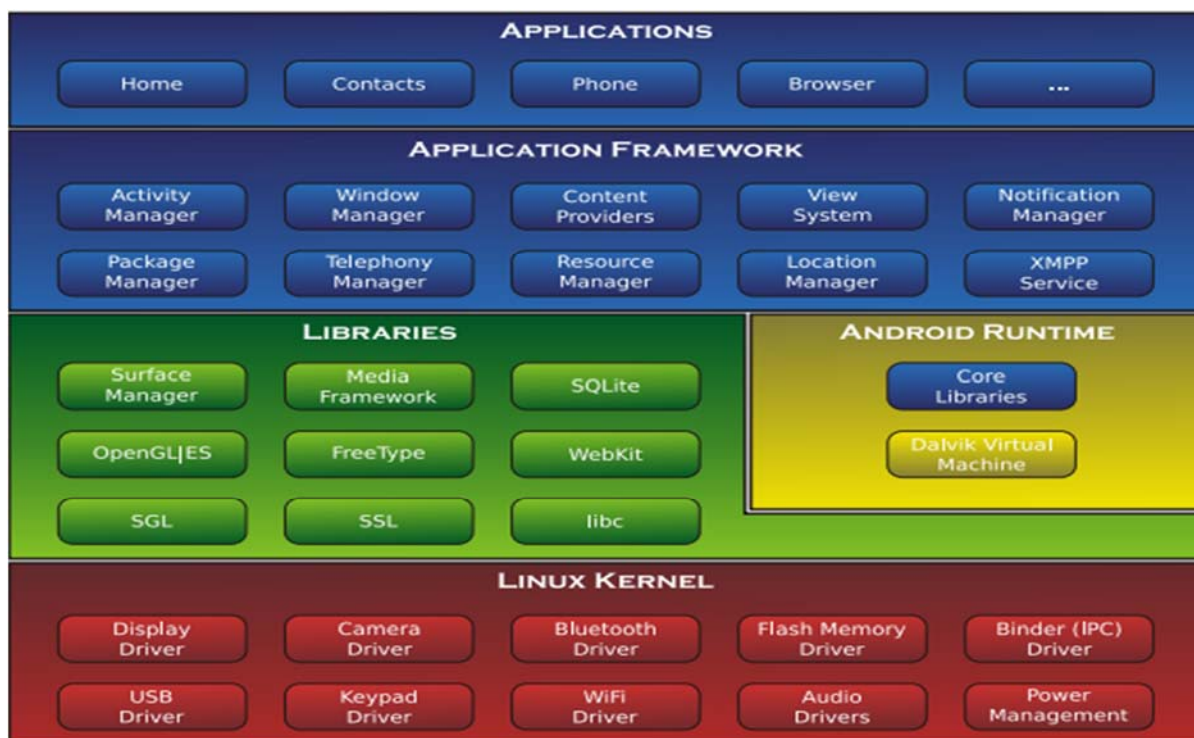 APPLICATIONS
Home
Contacts
Phone
Browser
...
APPLICATION FRAMEWORK
Activity
Manager
Window
Manager
Content
Providers
View
System
Notification
Manager
Package
Manager
Telephony
Manager
Resource
Manager
Location
Manager
XMPP
Service
LIBRARIES
Surface
Manager
Media
Framework
SQLite
OpenGL|ES
FreeType
WebKit
SGL
SSL
libc
ANDROID RUNTIME
Core
Libraries
Dalvik Virtual
Machine
LINUX KERNEL
Display
Driver
Camera
Driver
Bluetooth
Driver
Flash Memory
Driver
Binder (IPC)
Driver
USB
Driver
Keypad
Driver
WiFi
Driver
Audio
Drivers
Power
Management